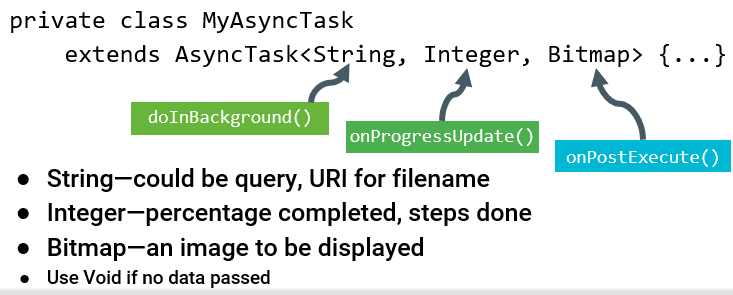 private class MyAsyncTask
extends AsyncTask<String, Integer, Bitmap> {...}
doInBackground()
onProgressUpdate()
onPostExecute()
● String—could be query, URI for filename
● Integer—percentage completed, steps done
● Bitmap—an image to be displayed
● Use Void if no data passed